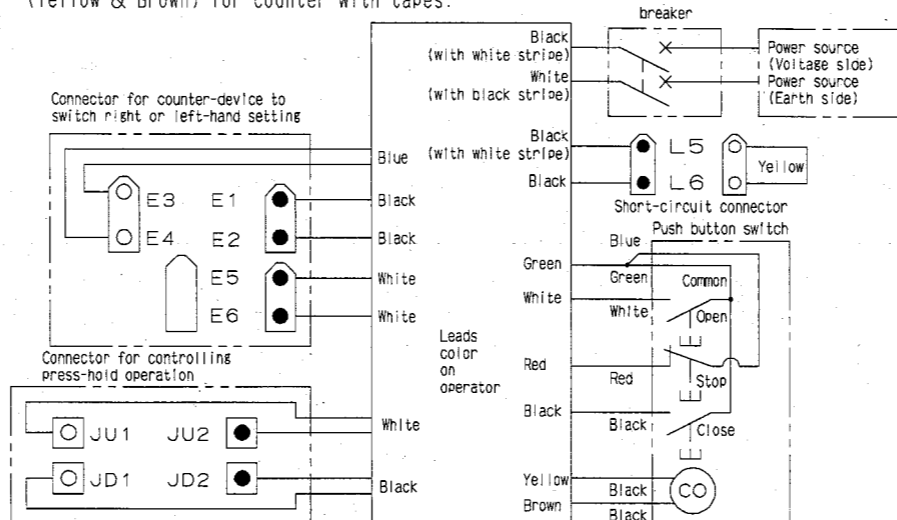 (Yellow & Brown) for counter with tapes.
breaker
Black
(with white stripe)
White
(with black stripe)
Power source
(Voltage side)
Power source
(Earth side)
Connector for counter-device to
switch right or left-hand setting
Blue
Black
(with white stripe)
Black
L5
L6
Yellow
Short-circuit connector
E3
E1
Black
E4
E2
Black
E5
White
E6
White
Push button switch
Blue
Green
Green
Common
White
White
Open
Leads
color
on
operator
Red
Red
Stop
Black
Black
Close
Connector for controlling
press-hold operation
JU1
JU2
White
JD1
JD2
Black
Yellow
Black
CO
Brown
Black